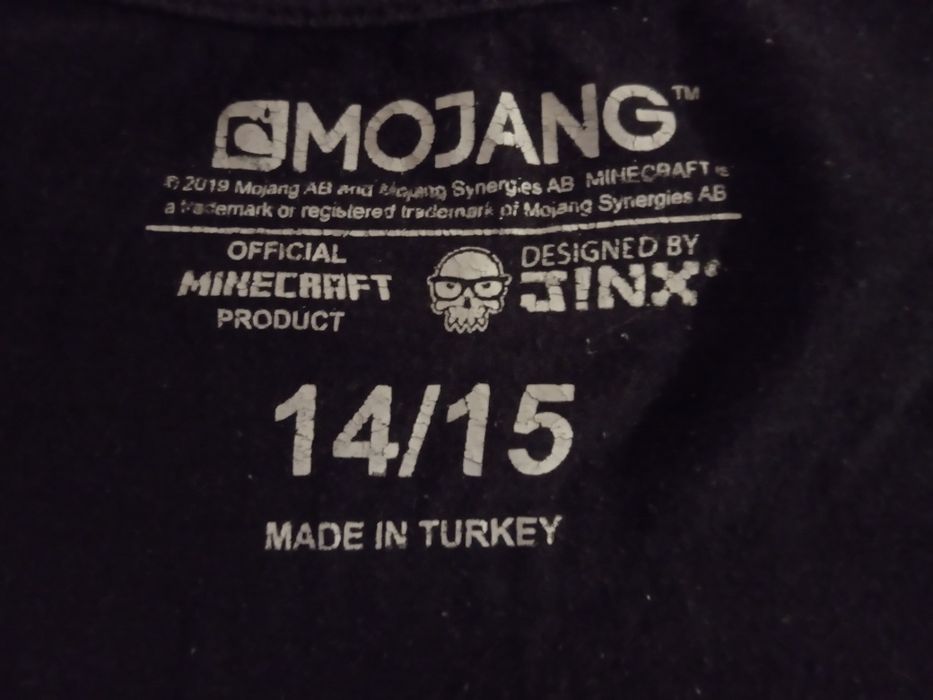 MOJANG™
© 2019 Mojang AB and Mojang Synergies AB MINECRAFT is
a trademark or registered trademark of Mojang Synergies AB
OFFICIAL
MINECRAFT
PRODUCT
DESIGNED BY
J!NX®
14/15
MADE IN TURKEY